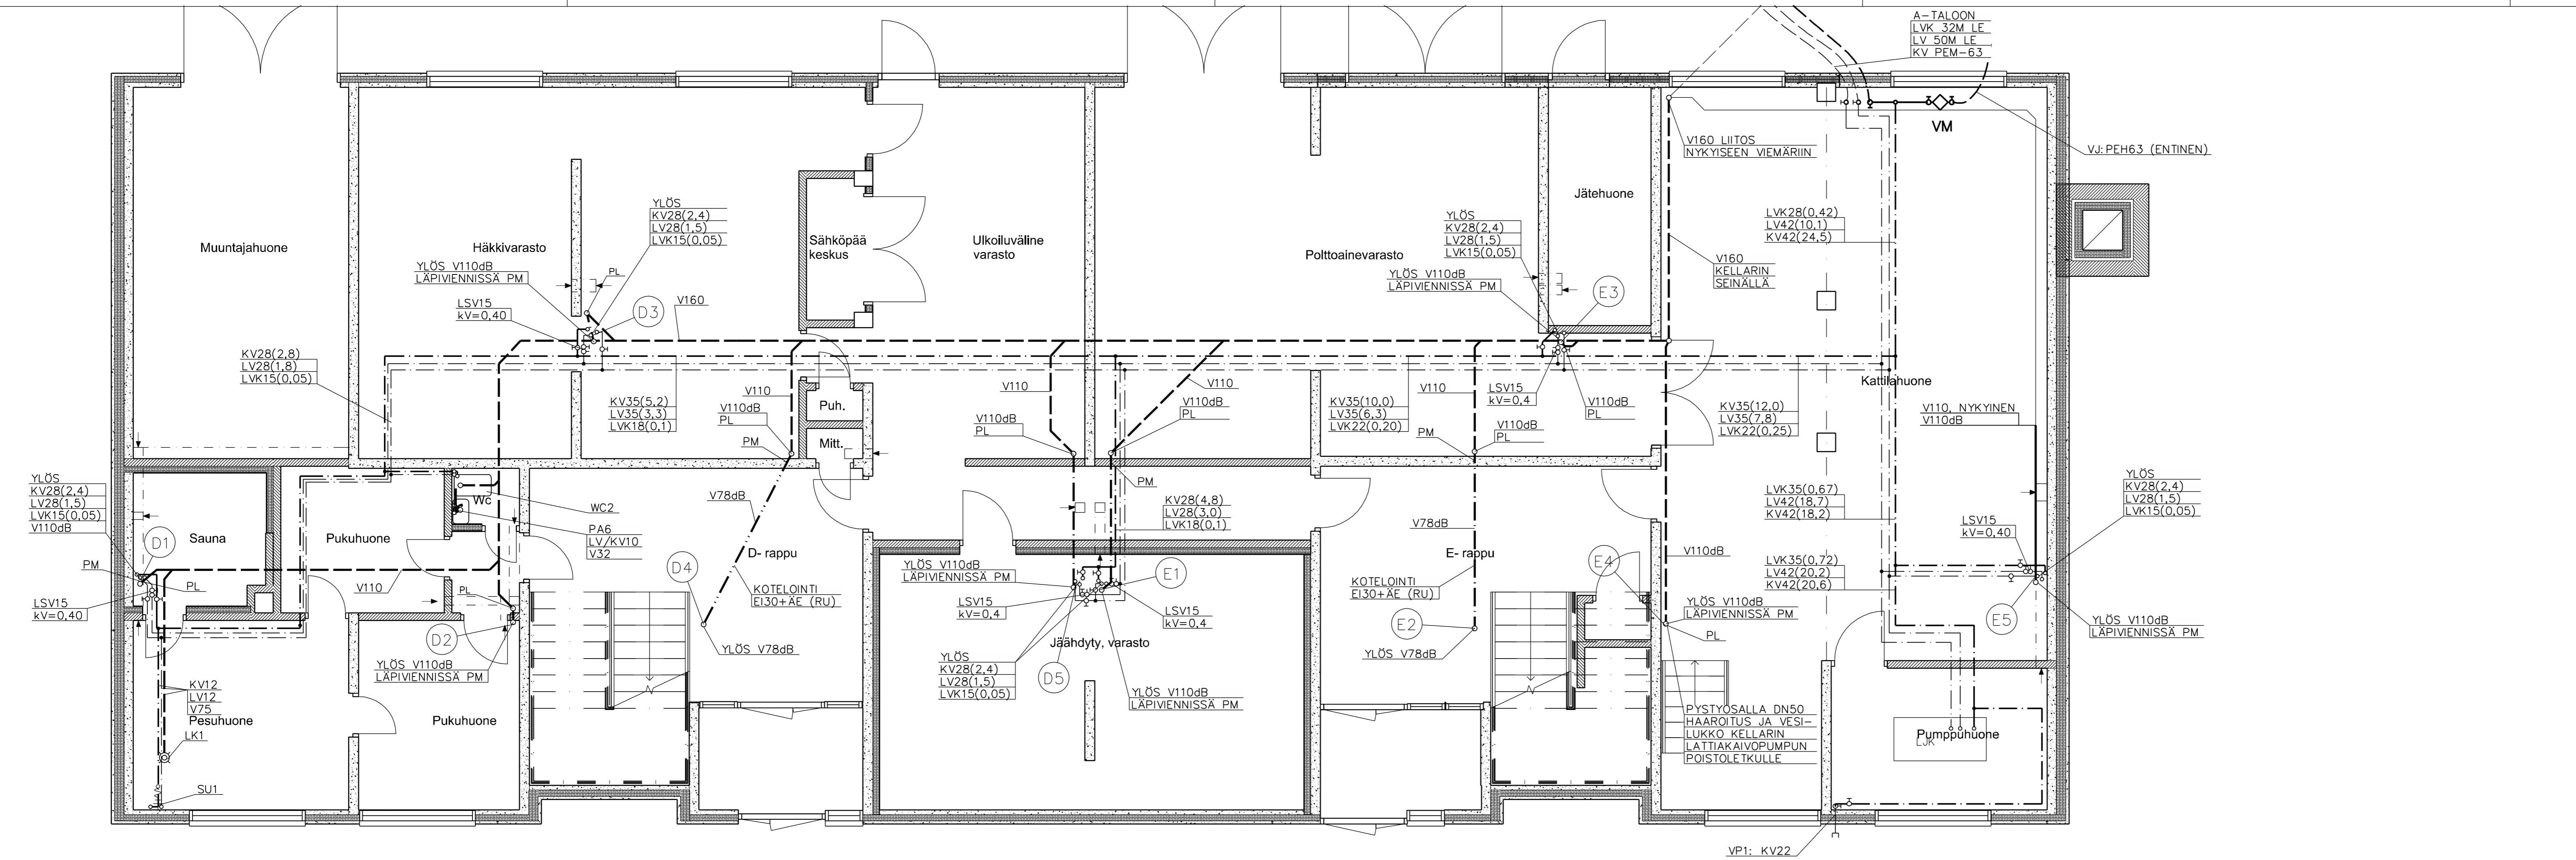 A-TALOON
LVK 32M LE
LV 50M LE
KV PEM-63
VM
VJ: PEH63 (ENTINEN)
V160 LIITOS
NYKYISEEN VIEMÄRIIN
Jätehuone
LVK28(0,42)
LV42(10,1)
KV42(24,5)
YLÖS
KV28(2,4)
LV28(1,5)
LVK15(0,05)
YLÖS
KV28(2,4)
LV28(1,5)
LVK15(0,05)
Muuntajahuone
Häkkivarasto
Sähköpää
keskus
Ulkoiluväline
varasto
Polttoainevarasto
V160
KELLARIN
SEINÄLLÄ
YLÖS V110dB
LÄPIVIENNISSÄ PM
PL
YLÖS V110dB
LÄPIVIENNISSÄ PM
E3
LSV15
kV=0,40
V160
D3
KV28(2,8)
LV28(1,8)
LVK15(0,05)
V110
V110
V110
V110
LSV15
kV=0,4
Kattilahuone
KV35(5,2)
LV35(3,3)
LVK18(0,1)
V110dB
PL
PM
Puh.
Mitt.
V110dB
PL
V110dB
PL
KV35(10,0)
LV35(6,3)
LVK22(0,20)
PM
V110dB
PL
V110dB
PL
KV35(12,0)
LV35(7,8)
LVK22(0,25)
V110, NYKYINEN
V110dB
YLÖS
KV28(2,4)
LV28(1,5)
LVK15(0,05)
V110dB
PM
Wc
WC2
PA6
LV/KV10
V32
V78dB
PM
KV28(4,8)
LV28(3,0)
LVK18(0,1)
V78dB
LVK35(0,67)
LV42(18,7)
KV42(18,2)
YLÖS
KV28(2,4)
LV28(1,5)
LVK15(0,05)
LSV15
kV=0,40
D1
Sauna
Pukuhuone
D- rappu
E- rappu
V110dB
PL
V110
PL
D4
YLÖS V110dB
LÄPIVIENNISSÄ PM
E1
E4
LVK35(0,72)
LV42(20,2)
KV42(20,6)
KOTELOINTI
EI30+ÄE (RU)
KOTELOINTI
EI30+ÄE (RU)
LSV15
kV=0,40
LSV15
kV=0,4
LSV15
kV=0,4
E2
YLÖS V110dB
LÄPIVIENNISSÄ PM
PL
E5
YLÖS V110dB
LÄPIVIENNISSÄ PM
D2
YLÖS V78dB
Jäähdyty, varasto
YLÖS V78dB
YLÖS V110dB
LÄPIVIENNISSÄ PM
YLÖS
KV28(2,4)
LV28(1,5)
LVK15(0,05)
D5
YLÖS V110dB
LÄPIVIENNISSÄ PM
KV12
LV12
V75
Pesuhuone
Pukuhuone
LK1
SU1
PYSTYOSALLA DN50
HAAROITUS JA VESI-
LUKKO KELLARIN
LATTIAKAIVOPUMPUN
POISTOLETKULLE
Pumppuhuone
LJK
VP1: KV22